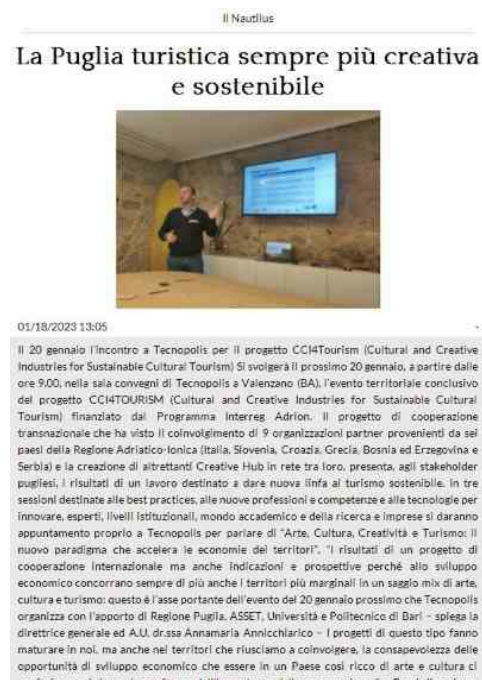 Il Nautilus
La Puglia turistica sempre più creativa
e sostenibile
01/18/2023 13:05
Il 20 gennaio l'incontro a Tecnopolis per il progetto CCI4Tourism (Cultural and Creative
Industries for Sustainable Cultural Tourism) Si svolgerà il prossimo 20 gennaio, a partire dalle
ore 9.00, nella sala convegni di Tecnopolis a Valenzano (BA), l'evento territoriale conclusivo
del progetto CCI4TOURISM (Cultural and Creative Industries for Sustainable Cultural
Tourism) finanziato dal Programma Interreg Adrion. Il progetto di cooperazione
transnazionale che ha visto il coinvolgimento di 9 organizzazioni partner provenienti da sei
paesi della Regione Adriatico-Ionica (Italia, Slovenia, Croazia, Grecia, Bosnia ed Erzegovina e
Serbia) e la creazione di altrettanti Creative Hub in rete tra loro, presenta, agli stakeholder
pugliesi, i risultati di un lavoro destinato a dare nuova linfa al turismo sostenibile. In tre
sessioni destinate alle best practices, alle nuove professioni e competenze e alle tecnologie per
innovare, esperti, livelli istituzionali, mondo accademico e della ricerca e imprese si daranno
appuntamento proprio a Tecnopolis per parlare di "Arte, Cultura, Creatività e Turismo: il
nuovo paradigma che accelera le economie dei territori". "I risultati di un progetto di
cooperazione internazionale ma anche indicazioni e prospettive perché allo sviluppo
economico concorrano sempre di più anche i territori più marginali in un saggio mix di arte,
cultura e turismo: questo è l'asse portante dell'evento del 20 gennaio prossimo che Tecnopolis
organizza con l'apporto di Regione Puglia, ASSET, Università e Politecnico di Bari – spiega la
direttrice generale ed A.U. dr.ssa Annamaria Annicchiarico – I progetti di questo tipo fanno
maturare in noi, ma anche nei territori che riusciamo a coinvolgere, la consapevolezza delle
opportunità di sviluppo economico che essere in un Paese così ricco di arte e cultura ci